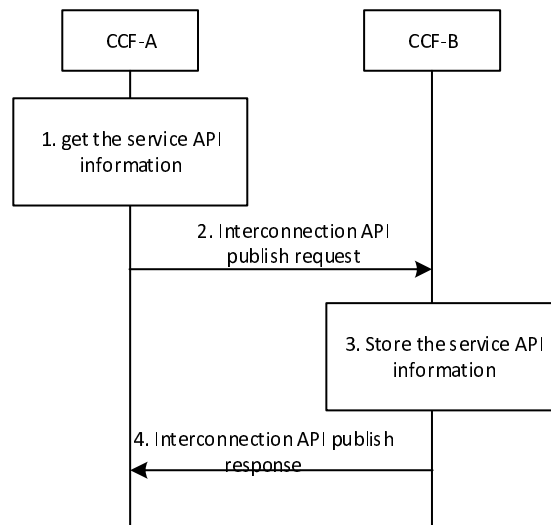 CCF-A
CCF-B
1. get the service API
information
2. Interconnection API
publish request
3. Store the service API
information
4. Interconnection API publish
response